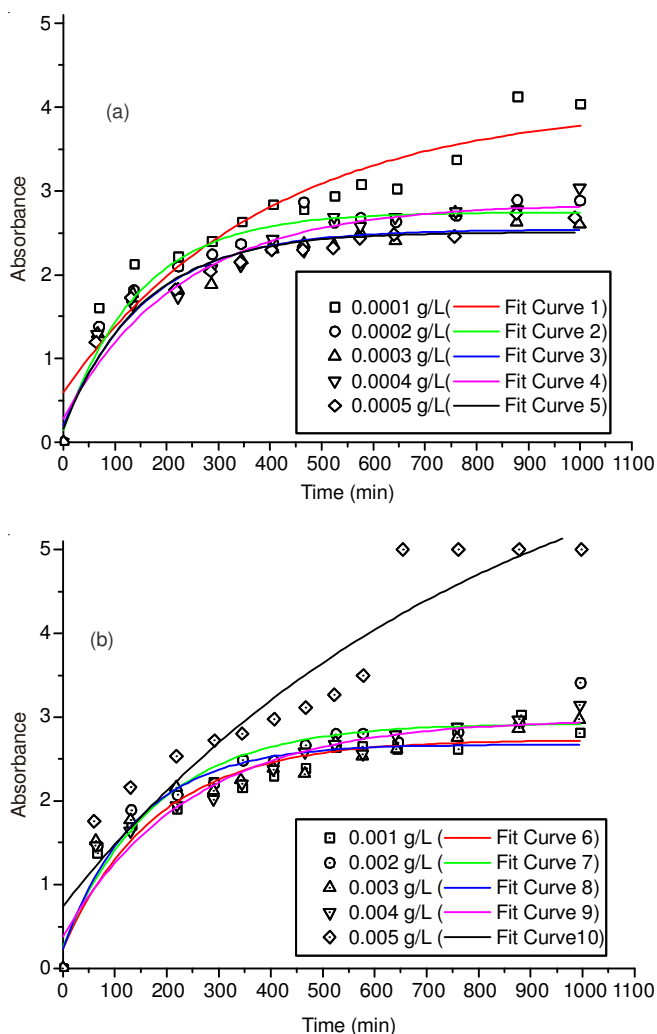 5
4
3
2
1
0
Absorbance
(a)
0.0001 g/L( Fit Curve 1)
0.0002 g/L( Fit Curve 2)
0.0003 g/L( Fit Curve 3)
0.0004 g/L( Fit Curve 4)
0.0005 g/L( Fit Curve 5)
0 100 200 300 400 500 600 700 800 900 1000 1100
Time (min)
5
4
3
2
1
0
Absorbance
(b)
0.001 g/L ( Fit Curve 6)
0.002 g/L ( Fit Curve 7)
0.003 g/L ( Fit Curve 8)
0.004 g/L ( Fit Curve 9)
0.005 g/L ( Fit Curve10)
0 100 200 300 400 500 600 700 800 900 1000 1100
Time (min)